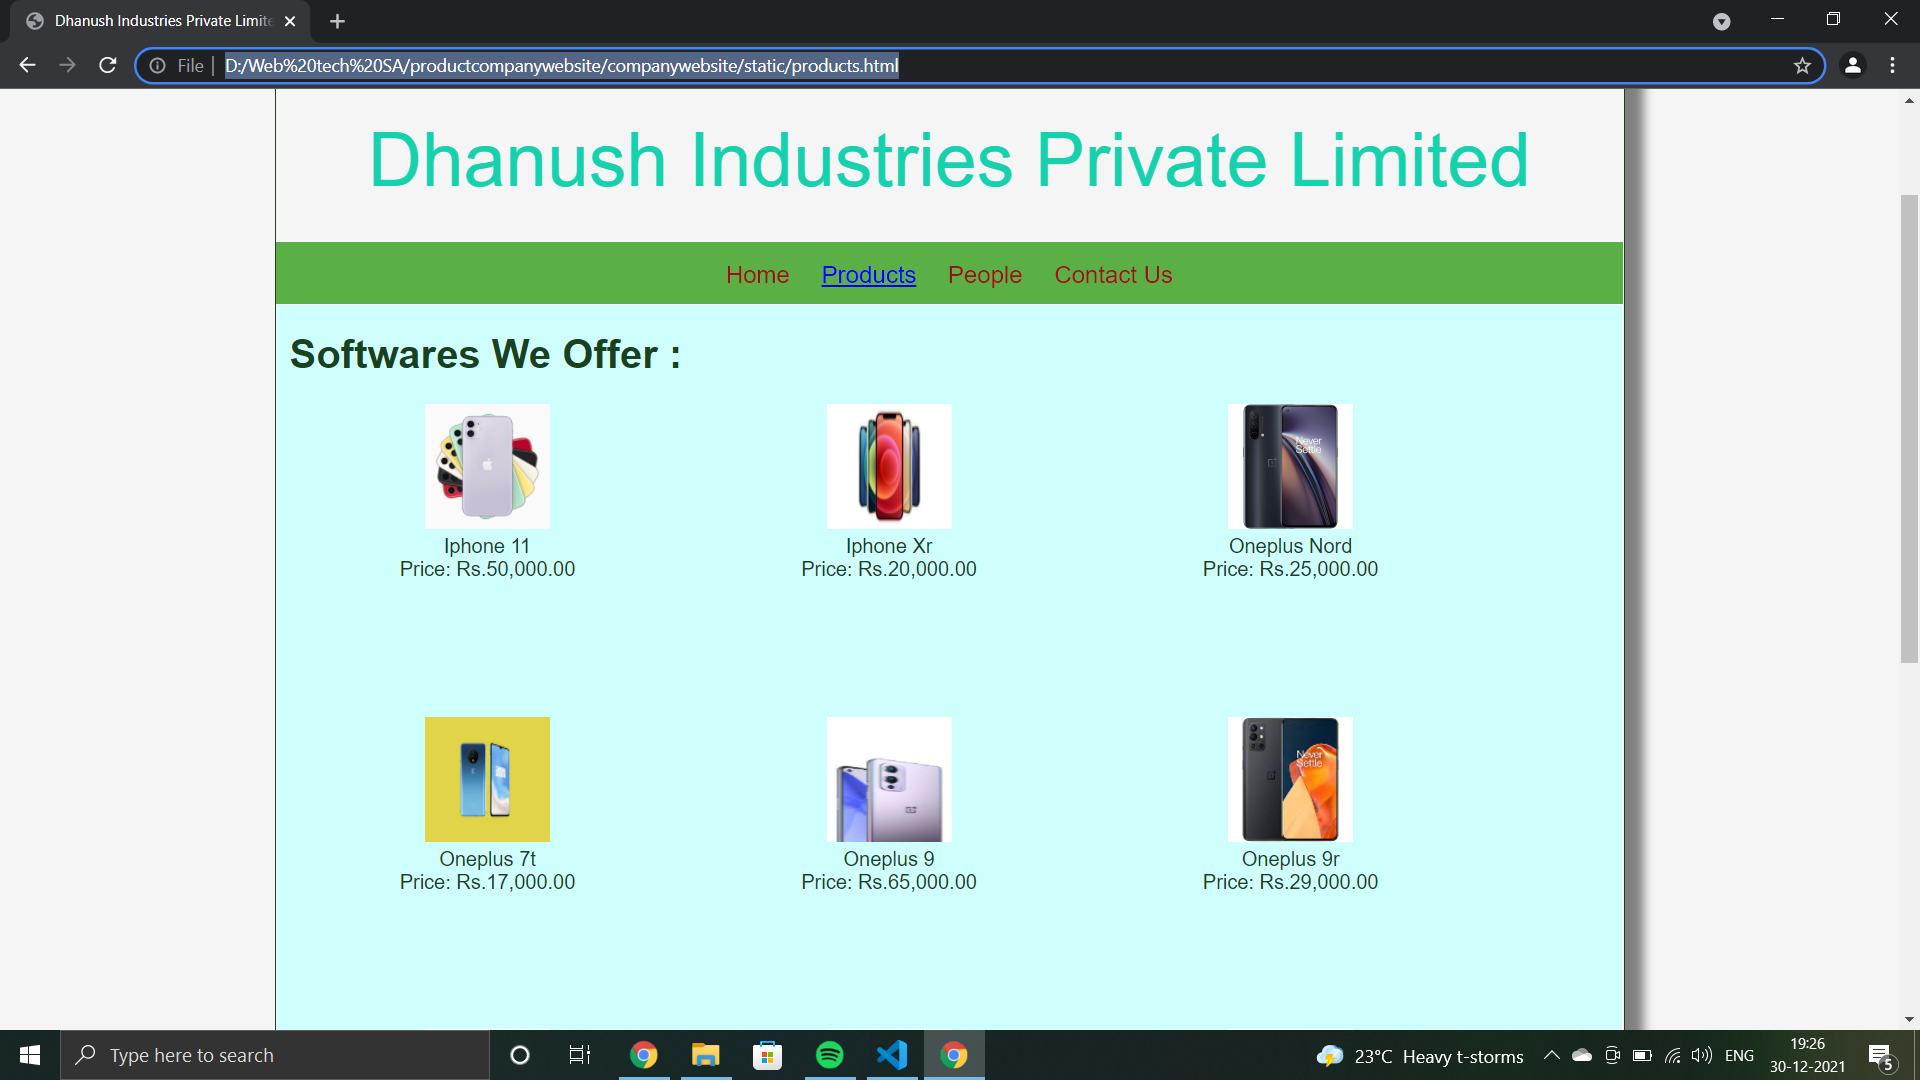 Dhanush Industries Private Limite
File | D:/Web%20tech%20SA/productcompanywebsite/companywebsite/static/products.html
Dhanush Industries Private Limited
Home Products People Contact Us
Softwares We Offer :
Never Settle
Iphone 11 Iphone Xr Oneplus Nord
Price: Rs.50,000.00 Price: Rs.20,000.00 Price: Rs.25,000.00
Never Settle
Oneplus 7t Oneplus 9 Oneplus 9r
Price: Rs.17,000.00 Price: Rs.65,000.00 Price: Rs.29,000.00
Type here to search 23°C Heavy t-storms ENG 19:26
30-12-2021 5